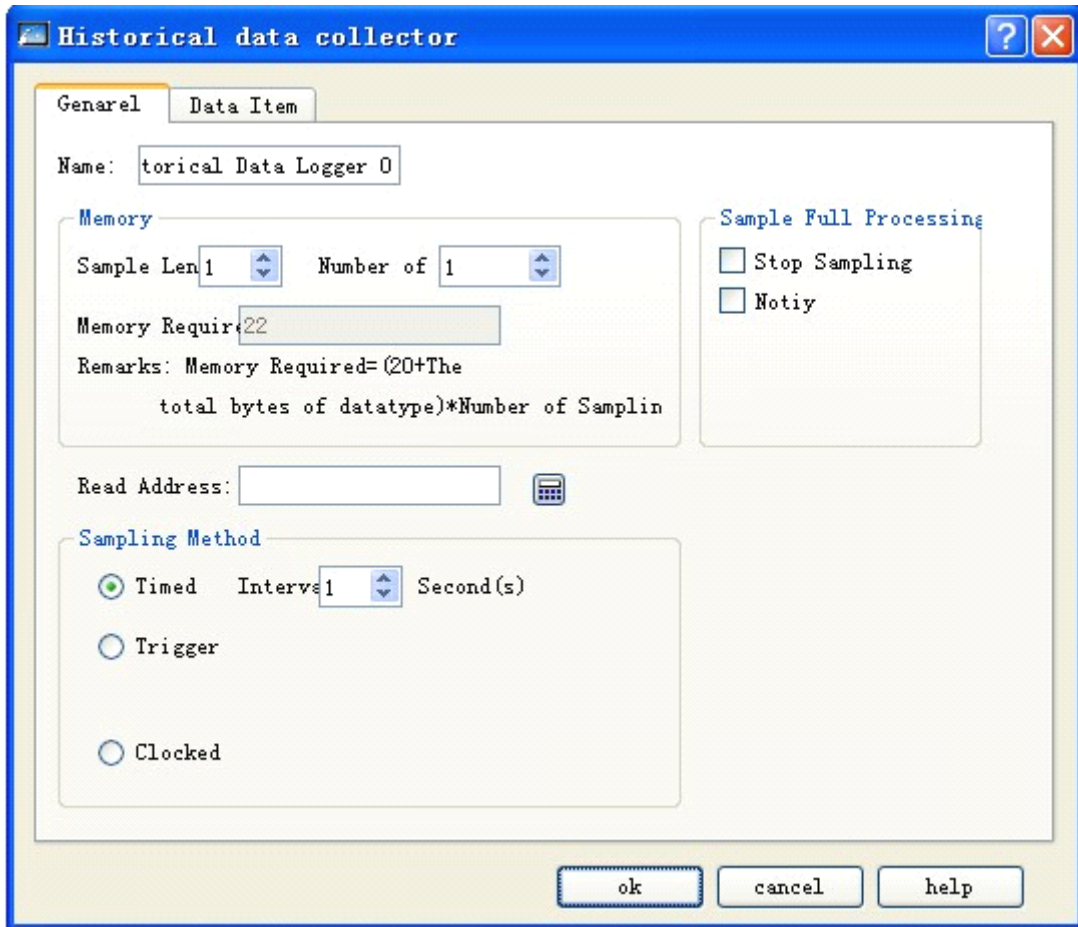 Historical data collector
Genarel
Data Item
Name: torical Data Logger 0
Memory
Sample Len 1 Number of 1
Memory Require 22
Remarks: Memory Required=(20+The
total bytes of datatype)*Number of Samplin
Sample Full Processing
Stop Sampling
Notiy
Read Address:
Sampling Method
Timed Interva 1 Second(s)
Trigger
Clocked
ok cancel help